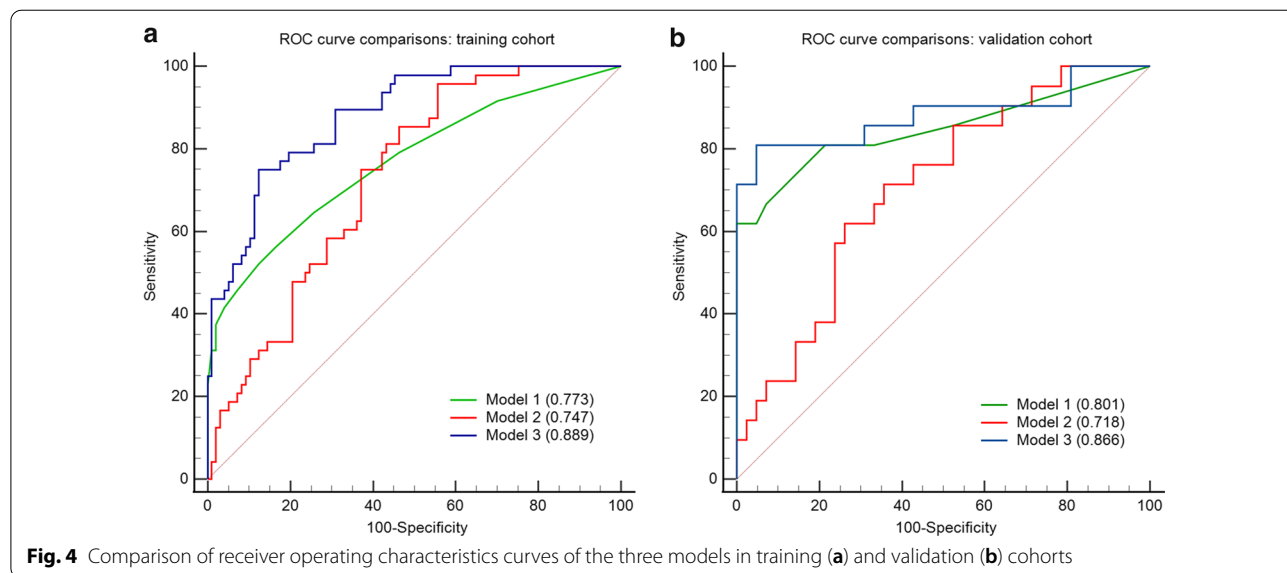 a
ROC curve comparisons: training cohort
100
80
60
40
20
0
Sensitivity
Model 1 (0.773)
Model 2 (0.747)
Model 3 (0.889)
0 20 40 60 80 100
100-Specificity
b
ROC curve comparisons: validation cohort
100
80
60
40
20
0
Sensitivity
Model 1 (0.801)
Model 2 (0.718)
Model 3 (0.866)
0 20 40 60 80 100
100-Specificity
Fig. 4 Comparison of receiver operating characteristics curves of the three models in training (a) and validation (b) cohorts